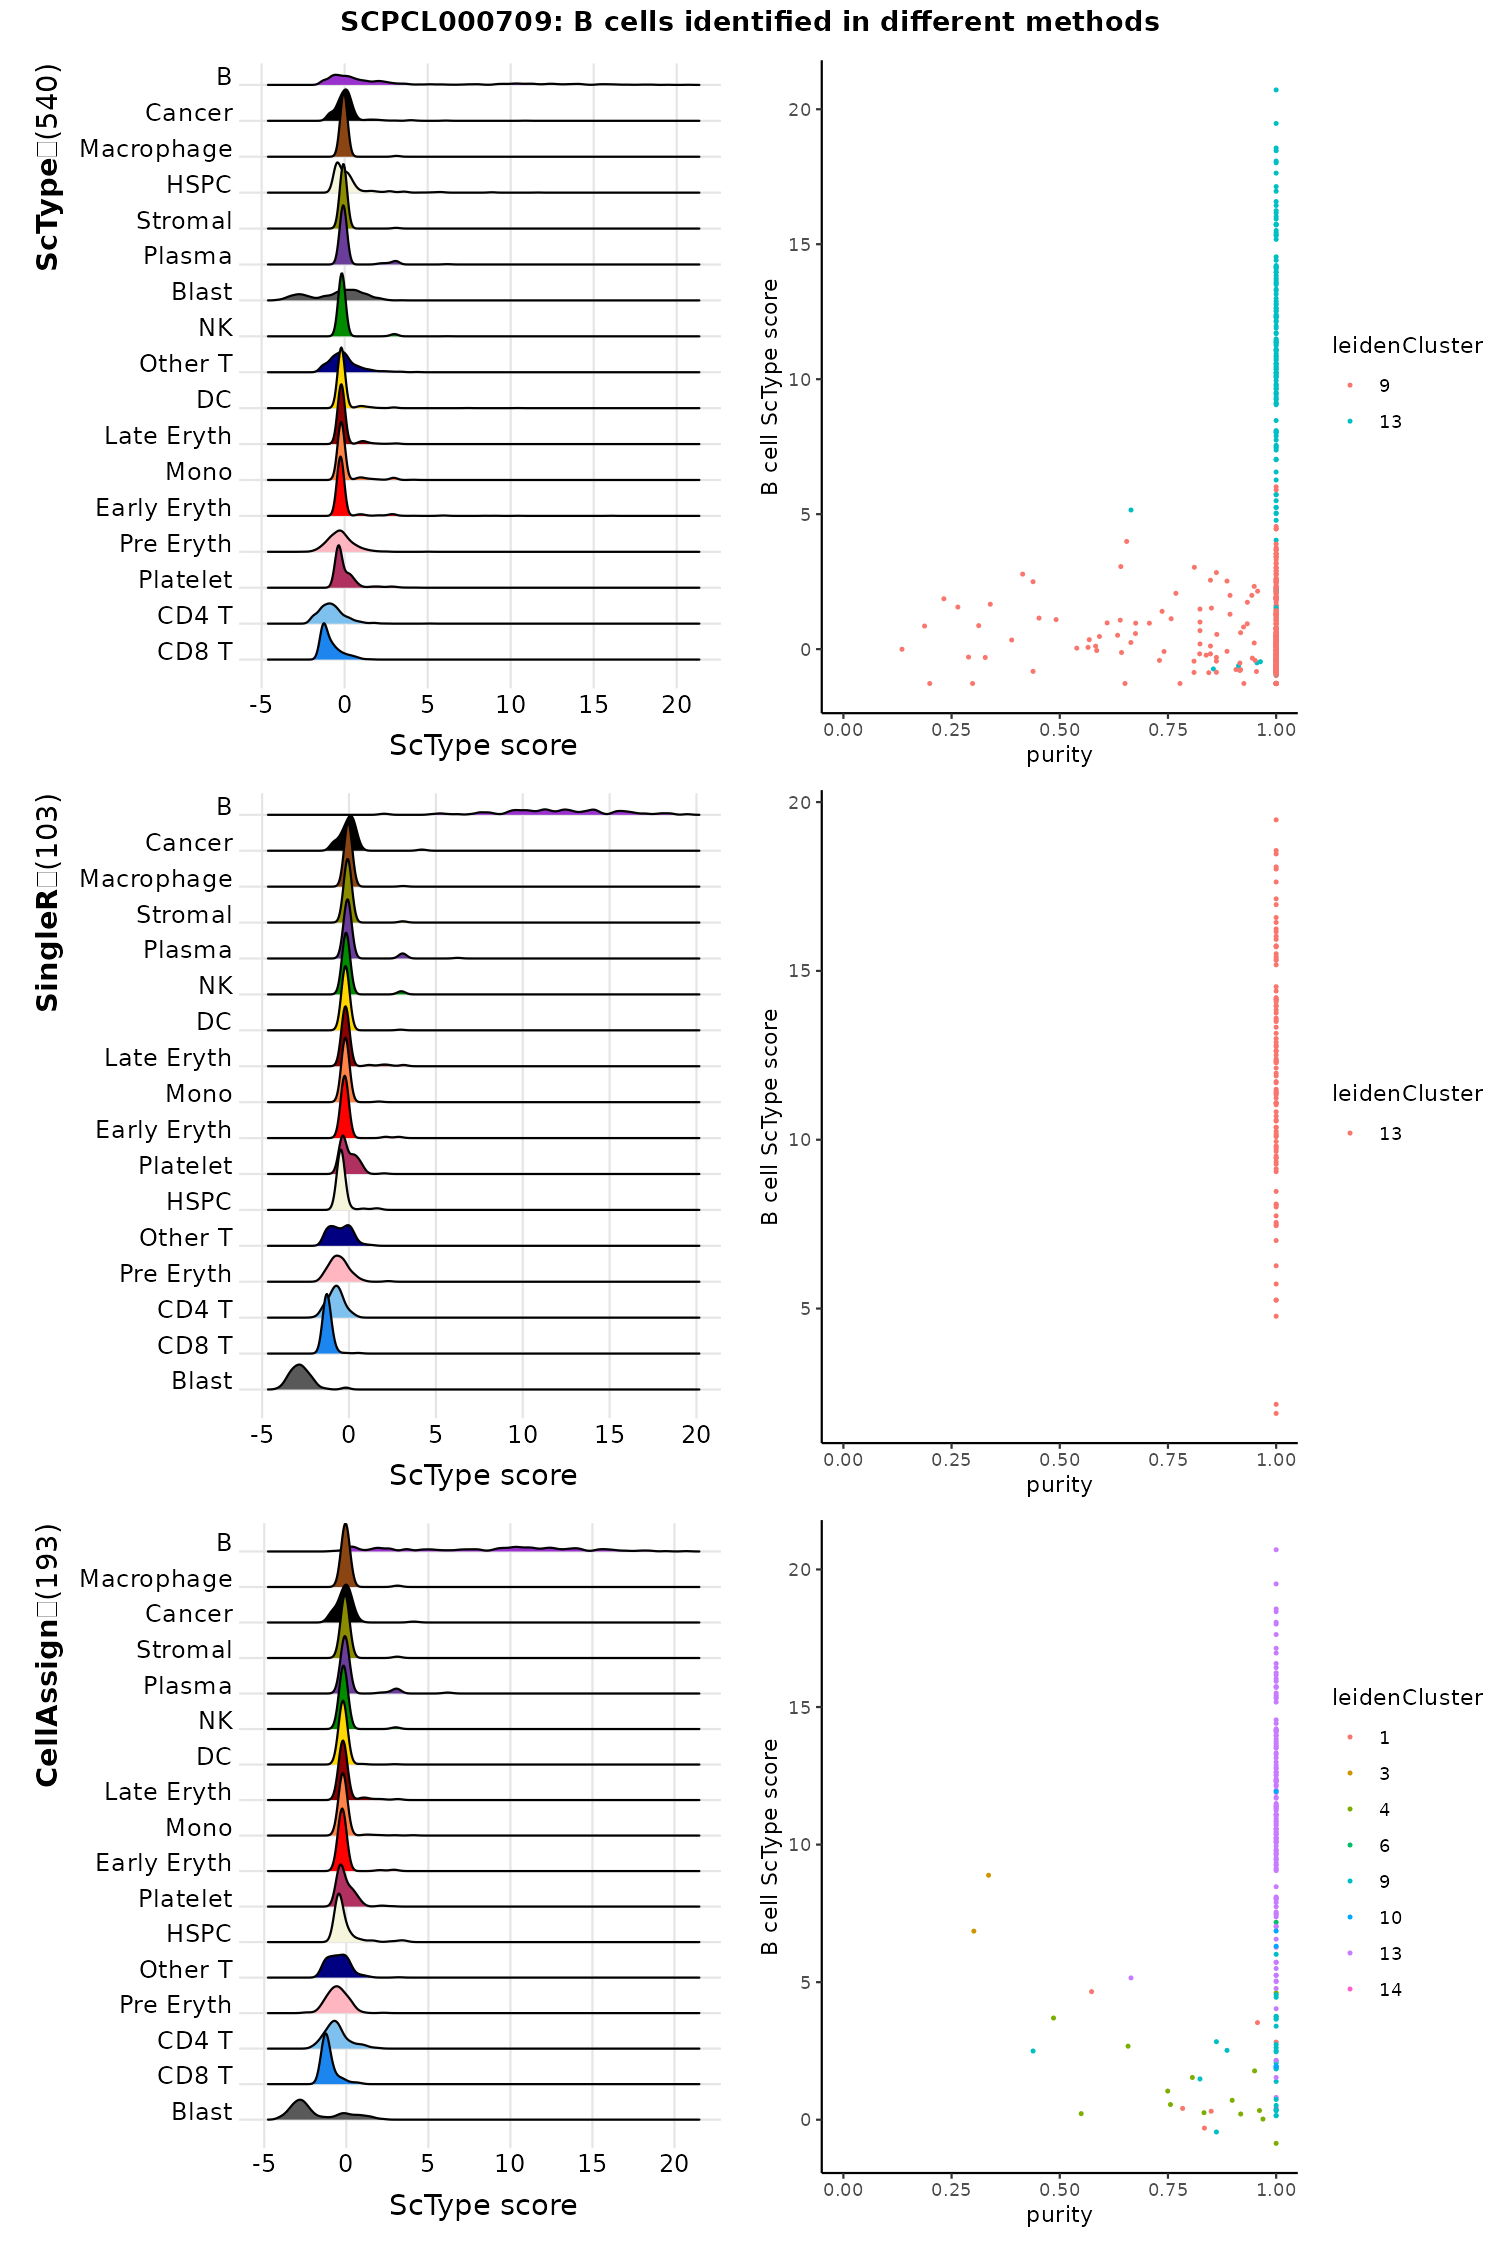 SCPCL000709: B cells identified in different methods
ScType□(540)
B
Cancer
Macrophage
HSPC
Stromal
Plasma
Blast
NK
Other T
DC
Late Eryth
Mono
Early Eryth
Pre Eryth
Platelet
CD4 T
CD8 T
-5 0 5 10 15 20
ScType score
B cell ScType score
20
15
10
5
0
0.00 0.25 0.50 0.75 1.00
purity
leidenCluster
9
13
SingleR□(103)
B
Cancer
Macrophage
Stromal
Plasma
NK
DC
Late Eryth
Mono
Early Eryth
Platelet
HSPC
Other T
Pre Eryth
CD4 T
CD8 T
Blast
-5 0 5 10 15 20
ScType score
B cell ScType score
20
15
10
5
0.00 0.25 0.50 0.75 1.00
purity
leidenCluster
13
CellAssign□(193)
B
Macrophage
Cancer
Stromal
Plasma
NK
DC
Late Eryth
Mono
Early Eryth
Platelet
HSPC
Other T
Pre Eryth
CD4 T
CD8 T
Blast
-5 0 5 10 15 20
ScType score
B cell ScType score
20
15
10
5
0
0.00 0.25 0.50 0.75 1.00
purity
leidenCluster
1
3
4
6
9
10
13
14